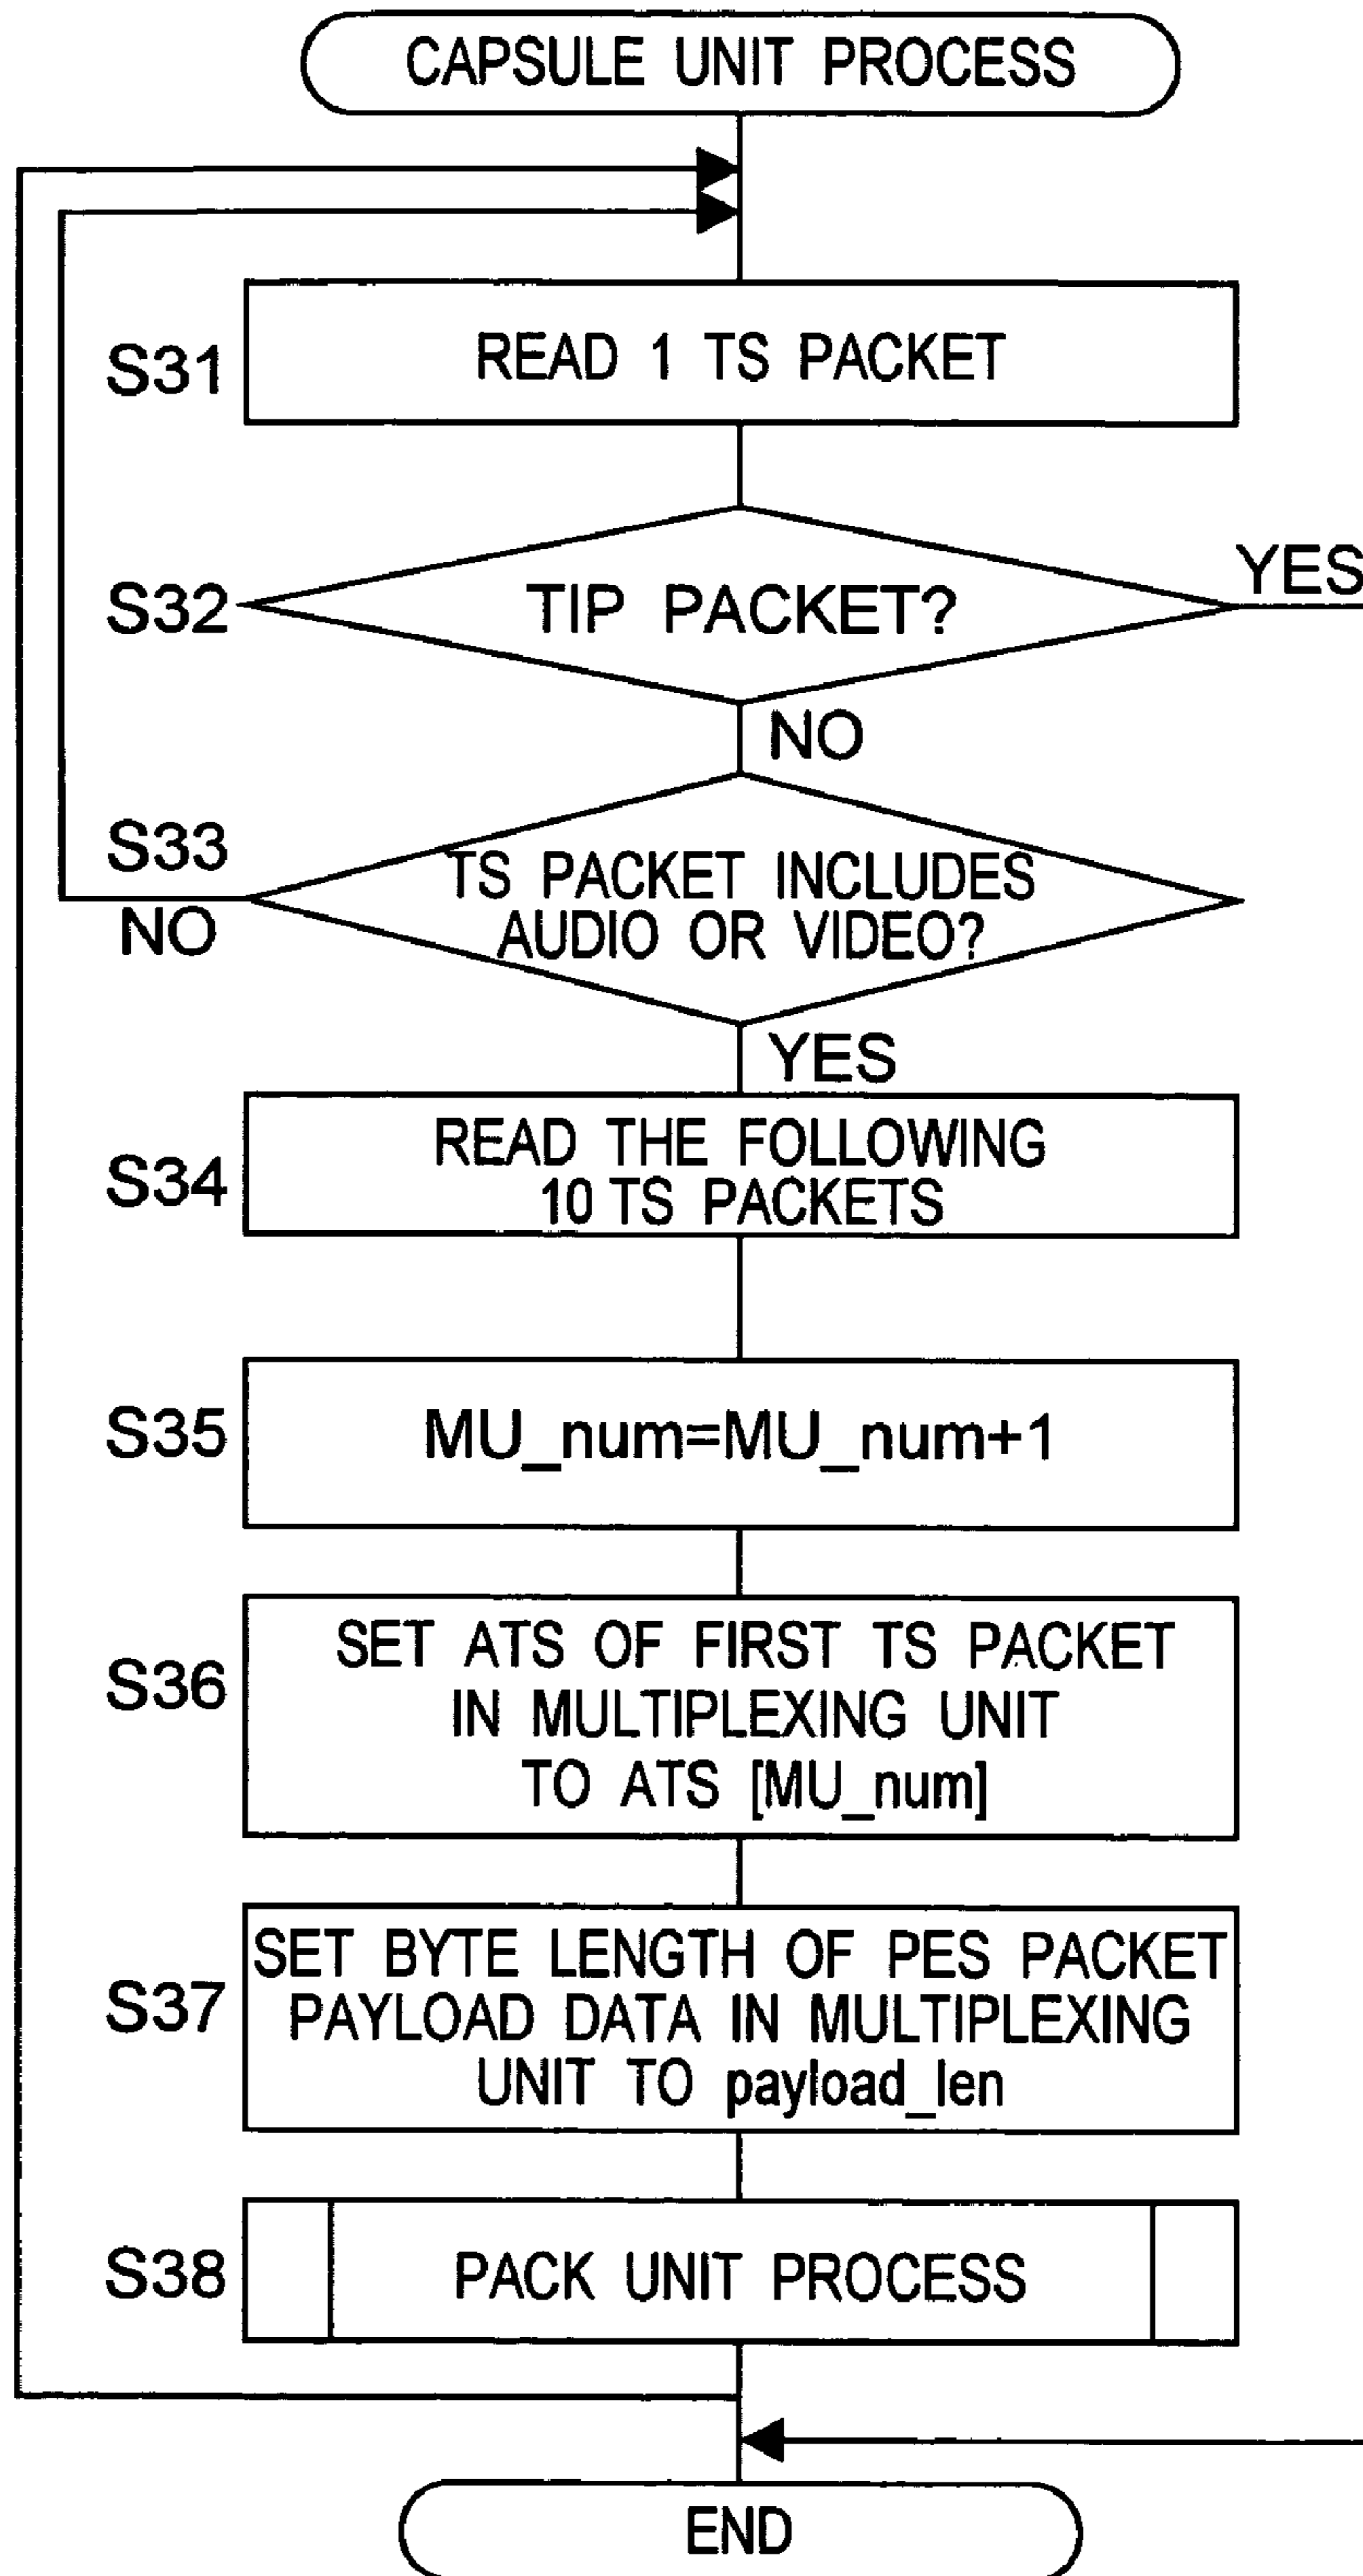 CAPSULE UNIT PROCESS
S31
READ 1 TS PACKET
S32
TIP PACKET?
YES
NO
S33
TS PACKET INCLUDES
AUDIO OR VIDEO?
NO
YES
S34
READ THE FOLLOWING
10 TS PACKETS
S35
MU_num=MU_num+1
S36
SET ATS OF FIRST TS PACKET
IN MULTIPLEXING UNIT
TO ATS [MU_num]
S37
SET BYTE LENGTH OF PES PACKET
PAYLOAD DATA IN MULTIPLEXING
UNIT TO payload_len
S38
PACK UNIT PROCESS
END